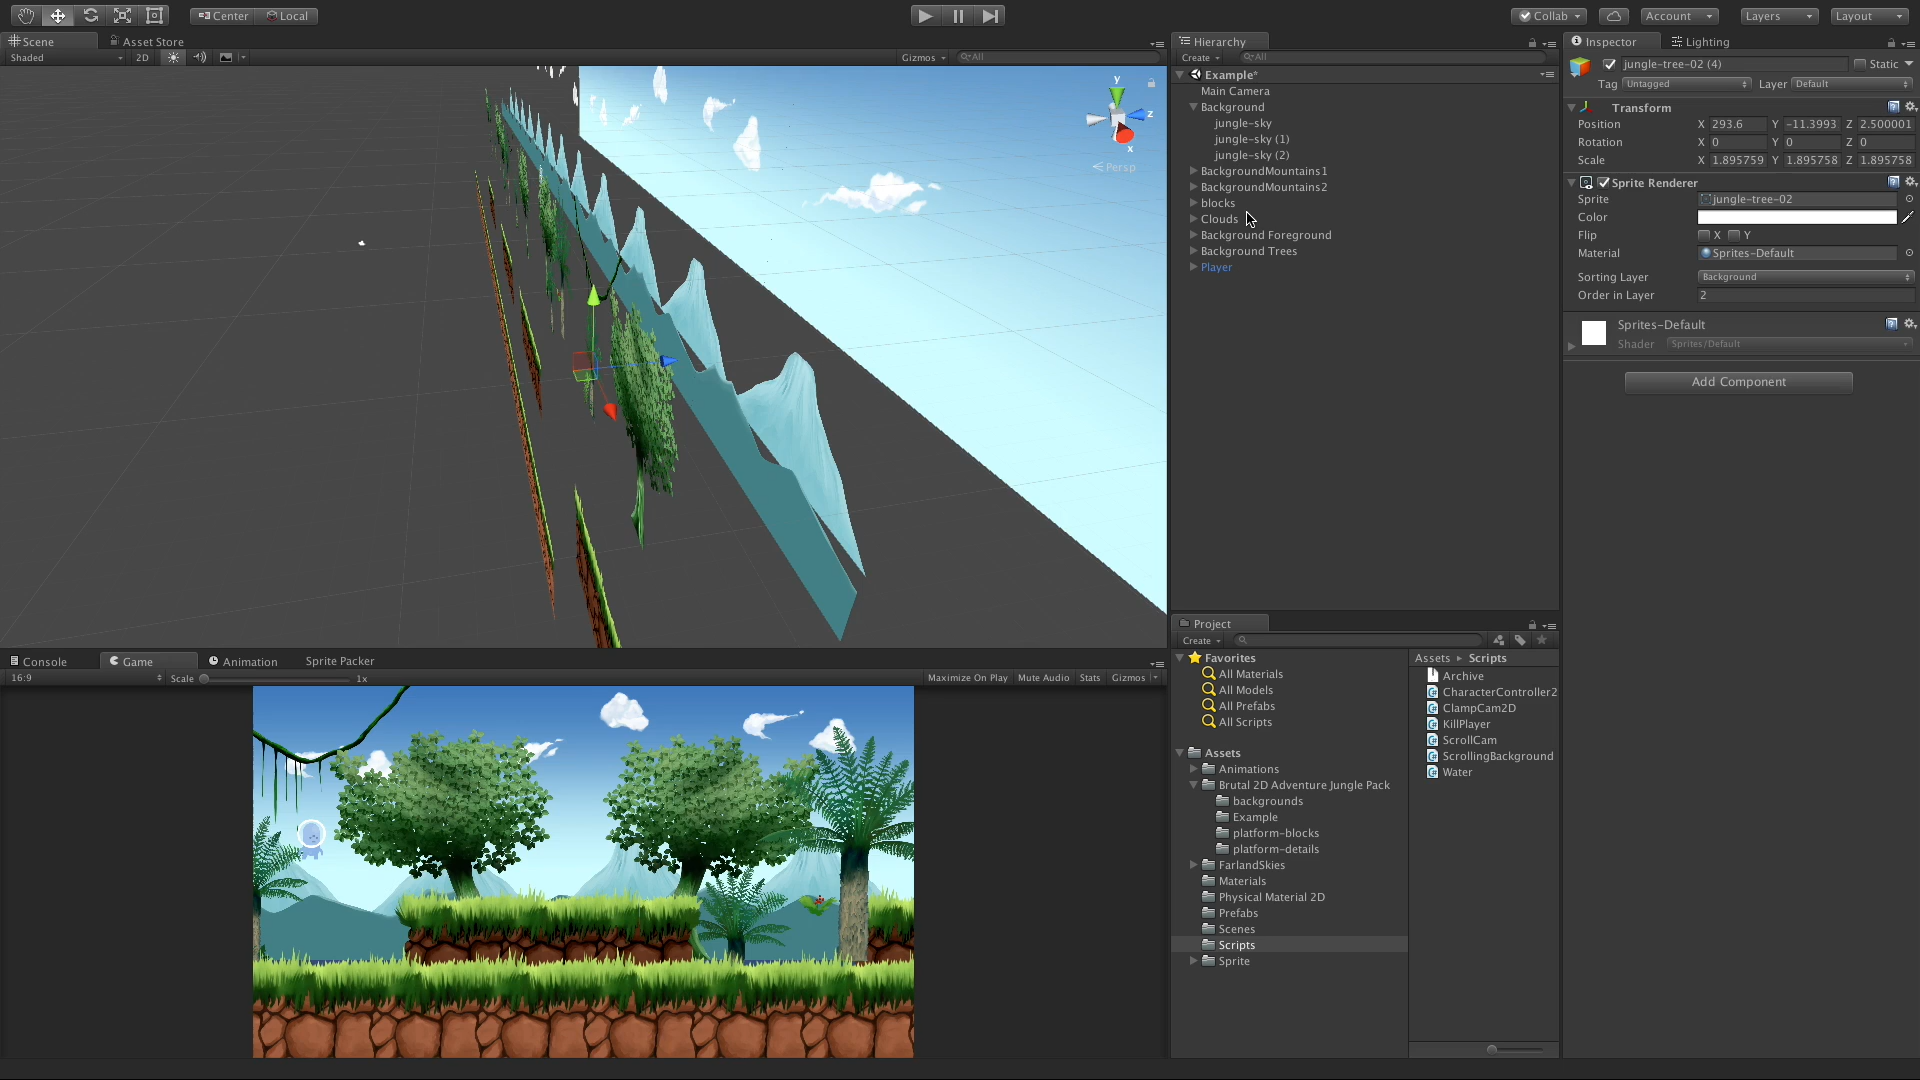 Center Local
Collab Account Layers Layout
Scene Asset Store
Shaded 2D Gizmos All
y
z
x
Persp
Hierarchy
Create All
Example*
Main Camera
Background
jungle-sky
jungle-sky (1)
jungle-sky (2)
BackgroundMountains1
BackgroundMountains2
blocks
Clouds
Background Foreground
Background Trees
Player
Inspector Lighting
jungle-tree-02 (4) Static
Tag Untagged Layer Default
Transform
Position X 293.6 Y -11.3993 Z 2.500001
Rotation X 0 Y 0 Z 0
Scale X 1.895759 Y 1.895758 Z 1.895758
Sprite Renderer
Sprite jungle-tree-02
Color
Flip X Y
Material Sprites-Default
Sorting Layer Background
Order in Layer 2
Sprites-Default
Shader Sprites/Default
Add Component
Console Game Animation Sprite Packer
16:9 Scale 1x Maximize On Play Mute Audio Stats Gizmos
Project
Create
Favorites
All Materials
All Models
All Prefabs
All Scripts
Assets
Animations
Brutal 2D Adventure Jungle Pack
backgrounds
Example
platform-blocks
platform-details
FarlandSkies
Materials
Physical Material 2D
Prefabs
Scenes
Scripts
Sprite
Assets Scripts
Archive
CharacterController2
ClampCam2D
KillPlayer
ScrollCam
ScrollingBackground
Water